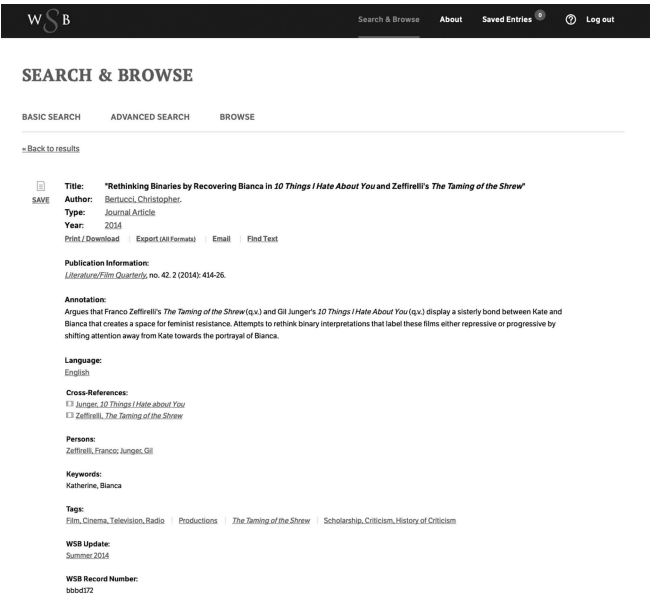 WSB
Search & Browse About Saved Entries 0 ? Log out
SEARCH & BROWSE
BASIC SEARCH ADVANCED SEARCH BROWSE
« Back to results
SAVE
Title: "Rethinking Binaries by Recovering Bianca in 10 Things I Hate About You and Zeffirelli's The Taming of the Shrew"
Author: Bertucci, Christopher.
Type: Journal Article
Year: 2014
Print / Download Export (All Formats) Email Find Text
Publication Information:
Literature/Film Quarterly, no. 42. 2 (2014): 414-26.
Annotation:
Argues that Franco Zeffirelli's The Taming of the Shrew (q.v.) and Gil Junger's 10 Things I Hate About You (q.v.) display a sisterly bond between Kate and
Bianca that creates a space for feminist resistance. Attempts to rethink binary interpretations that label these films either repressive or progressive by
shifting attention away from Kate towards the portrayal of Bianca.
Language:
English
Cross-References:
Junger, 10 Things I Hate about You
Zeffirelli, The Taming of the Shrew
Persons:
Zeffirelli, Franco; Junger, Gil
Keywords:
Katherine, Bianca
Tags:
Film, Cinema, Television, Radio Productions The Taming of the Shrew Scholarship, Criticism, History of Criticism
WSB Update:
Summer 2014
WSB Record Number:
bbbd172